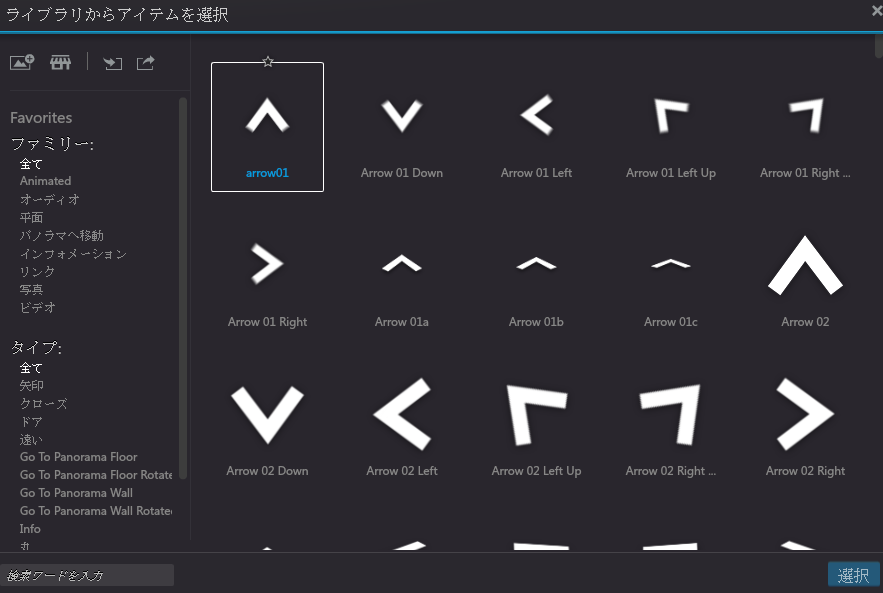 ライブラリからアイテムを選択
Favorites
ファミリー:
全て
Animated
オーディオ
平面
パノラマへ移動
インフォメーション
リンク
写真
ビデオ
タイプ:
全て
矢印
クローズ
ドア
遠い
Go To Panorama Floor
Go To Panorama Floor Rotate
Go To Panorama Wall
Go To Panorama Wall Rotate
Info
arrow01
Arrow 01 Down
Arrow 01 Left
Arrow 01 Left Up
Arrow 01 Right ...
Arrow 01 Right
Arrow 01a
Arrow 01b
Arrow 01c
Arrow 02
Arrow 02 Down
Arrow 02 Left
Arrow 02 Left Up
Arrow 02 Right ...
Arrow 02 Right
検索ワードを入力
選択